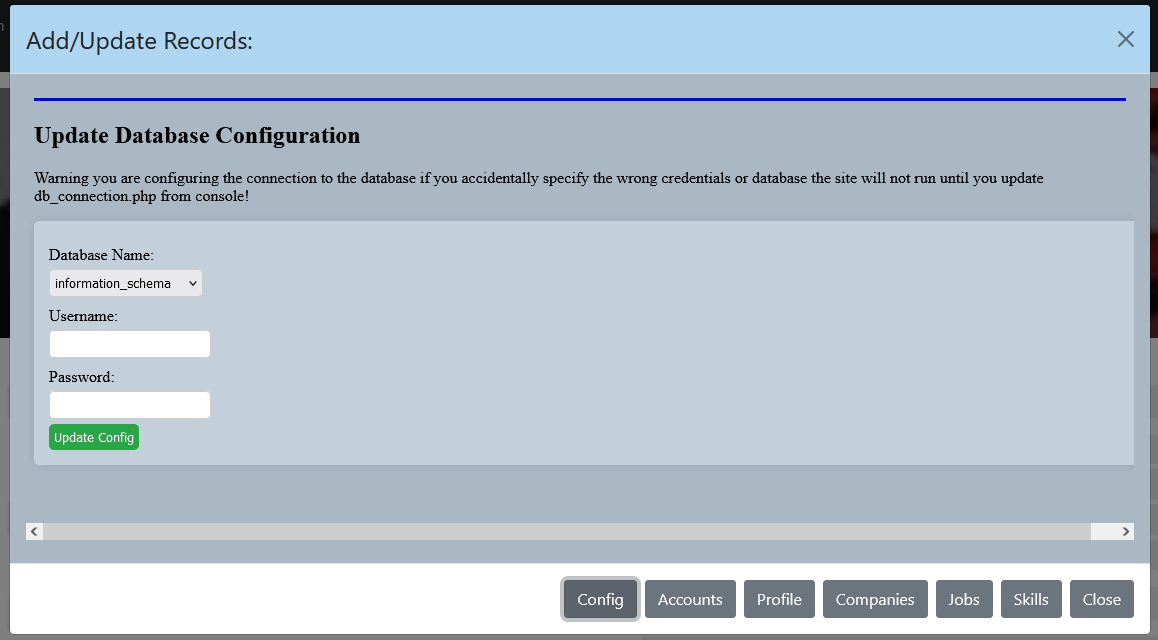 Add/Update Records:
Update Database Configuration
Warning you are configuring the connection to the database if you accidentally specify the wrong credentials or database the site will not run until you update
db_connection.php from console!
Database Name:
information_schema
Username:
Password:
Update Config
Config Accounts Profile Companies Jobs Skills Close